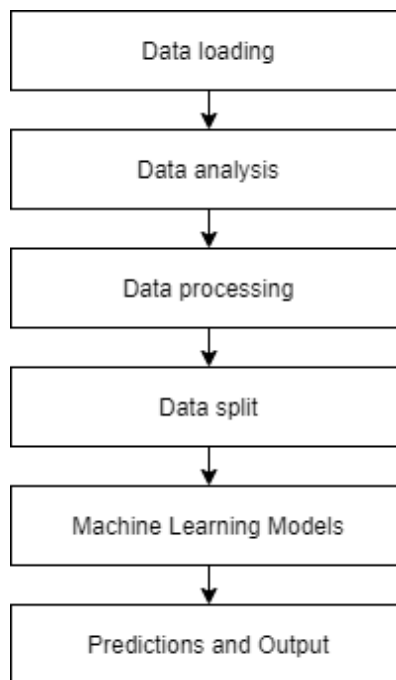 Data loading
Data analysis
Data processing
Data split
Machine Learning Models
Predictions and Output